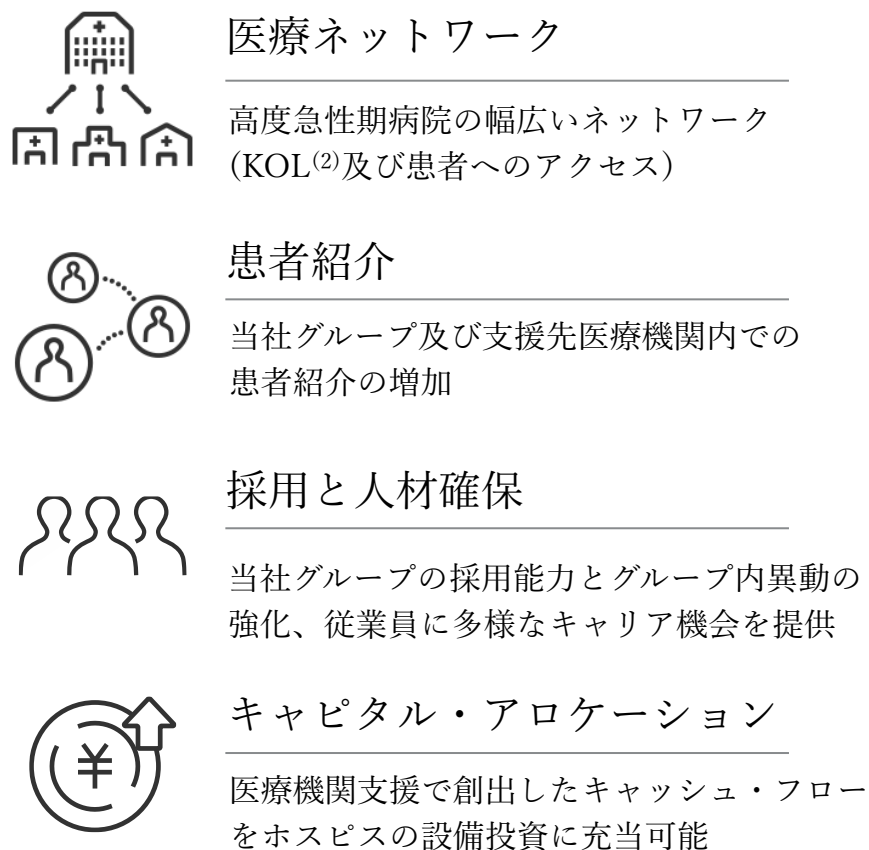 医療ネットワーク
高度急性期病院の幅広いネットワーク
(KOL(2)及び患者へのアクセス)
患者紹介
当社グループ及び支援先医療機関内での
患者紹介の増加
採用と人材確保
当社グループの採用能力とグループ内異動の
強化、従業員に多様なキャリア機会を提供
キャピタル・アロケーション
¥
医療機関支援で創出したキャッシュ・フロー
をホスピスの設備投資に充当可能